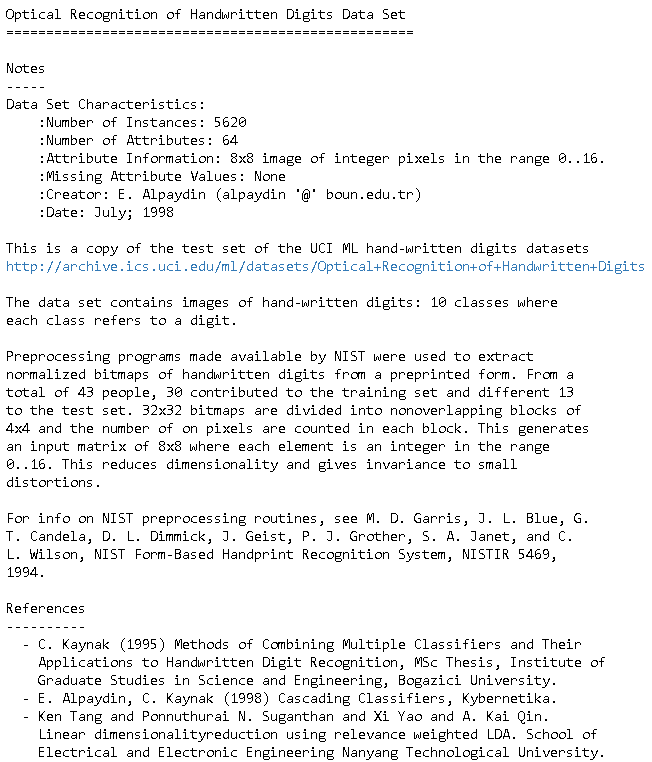 Optical Recognition of Handwritten Digits Data Set
===================================================
Notes
-----
Data Set Characteristics:
:Number of Instances: 5620
:Number of Attributes: 64
:Attribute Information: 8x8 image of integer pixels in the range 0..16.
:Missing Attribute Values: None
:Creator: E. Alpaydin (alpaydin '@' boun.edu.tr)
:Date: July; 1998
This is a copy of the test set of the UCI ML hand-written digits datasets
http://archive.ics.uci.edu/ml/datasets/Optical+Recognition+of+Handwritten+Digits
The data set contains images of hand-written digits: 10 classes where
each class refers to a digit.
Preprocessing programs made available by NIST were used to extract
normalized bitmaps of handwritten digits from a preprinted form. From a
total of 43 people, 30 contributed to the training set and different 13
to the test set. 32x32 bitmaps are divided into nonoverlapping blocks of
4x4 and the number of on pixels are counted in each block. This generates
an input matrix of 8x8 where each element is an integer in the range
0..16. This reduces dimensionality and gives invariance to small
distortions.
For info on NIST preprocessing routines, see M. D. Garris, J. L. Blue, G.
T. Candela, D. L. Dimmick, J. Geist, P. J. Grother, S. A. Janet, and C.
L. Wilson, NIST Form-Based Handprint Recognition System, NISTIR 5469,
1994.
References
----------
- C. Kaynak (1995) Methods of Combining Multiple Classifiers and Their
Applications to Handwritten Digit Recognition, MSc Thesis, Institute of
Graduate Studies in Science and Engineering, Bogazici University.
- E. Alpaydin, C. Kaynak (1998) Cascading Classifiers, Kybernetika.
- Ken Tang and Ponnuthurai N. Suganthan and Xi Yao and A. Kai Qin.
Linear dimensionalityreduction using relevance weighted LDA. School of
Electrical and Electronic Engineering Nanyang Technological University.